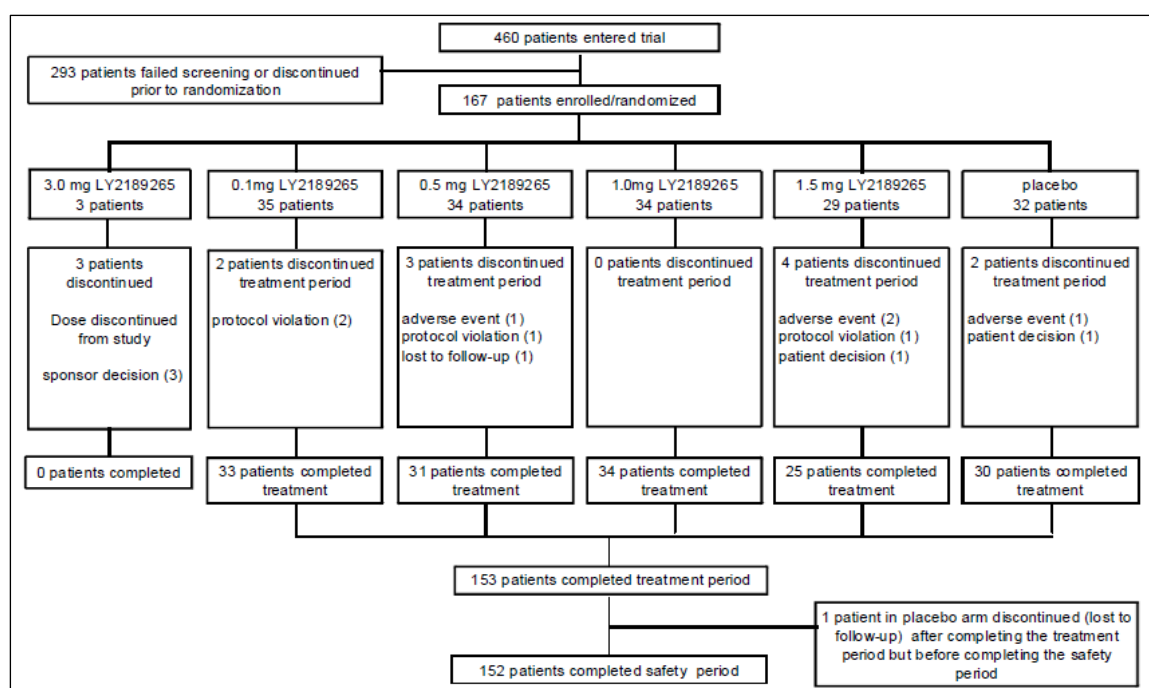 460 patients entered trial
293 patients failed screening or discontinued
prior to randomization
167 patients enrolled/randomized
3.0 mg LY2189265
3 patients
0.1mg LY2189265
35 patients
0.5 mg LY2189265
34 patients
1.0mg LY2189265
34 patients
1.5 mg LY2189265
29 patients
placebo
32 patients
3 patients
discontinued
Dose discontinued
from study
sponsor decision (3)
2 patients discontinued
treatment period
protocol violation (2)
3 patients discontinued
treatment period
adverse event (1)
protocol violation (1)
lost to follow-up (1)
0 patients discontinued
treatment period
4 patients discontinued
treatment period
adverse event (2)
protocol violation (1)
patient decision (1)
2 patients discontinued
treatment period
adverse event (1)
patient decision (1)
0 patients completed
33 patients completed
treatment
31 patients completed
treatment
34 patients completed
treatment
25 patients completed
treatment
30 patients completed
treatment
153 patients completed treatment period
1 patient in placebo arm discontinued (lost to
follow-up) after completing the treatment
period but before completing the safety
period
152 patients completed safety period